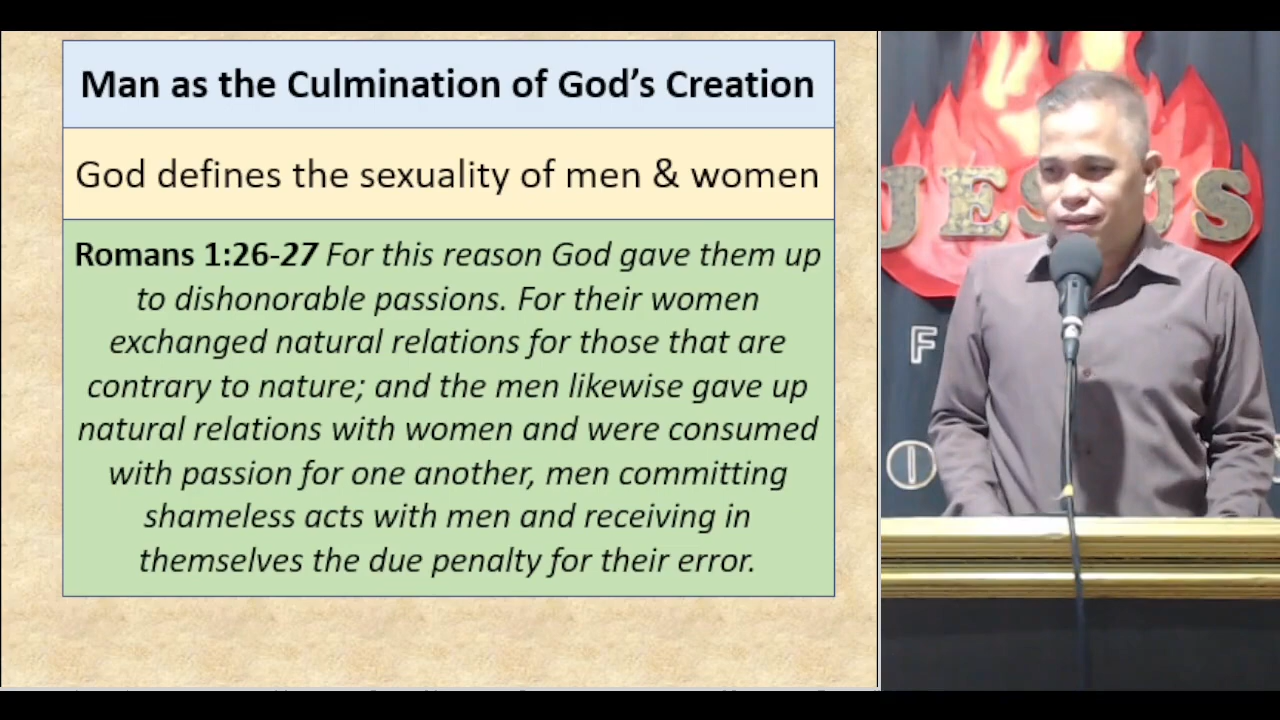 Man as the Culmination of God's Creation
God defines the sexuality of men & women
Romans 1:26-27 For this reason God gave them up
to dishonorable passions. For their women
exchanged natural relations for those that are
contrary to nature; and the men likewise gave up
natural relations with women and were consumed
with passion for one another, men committing
shameless acts with men and receiving in
themselves the due penalty for their error.
JESUS
F
O